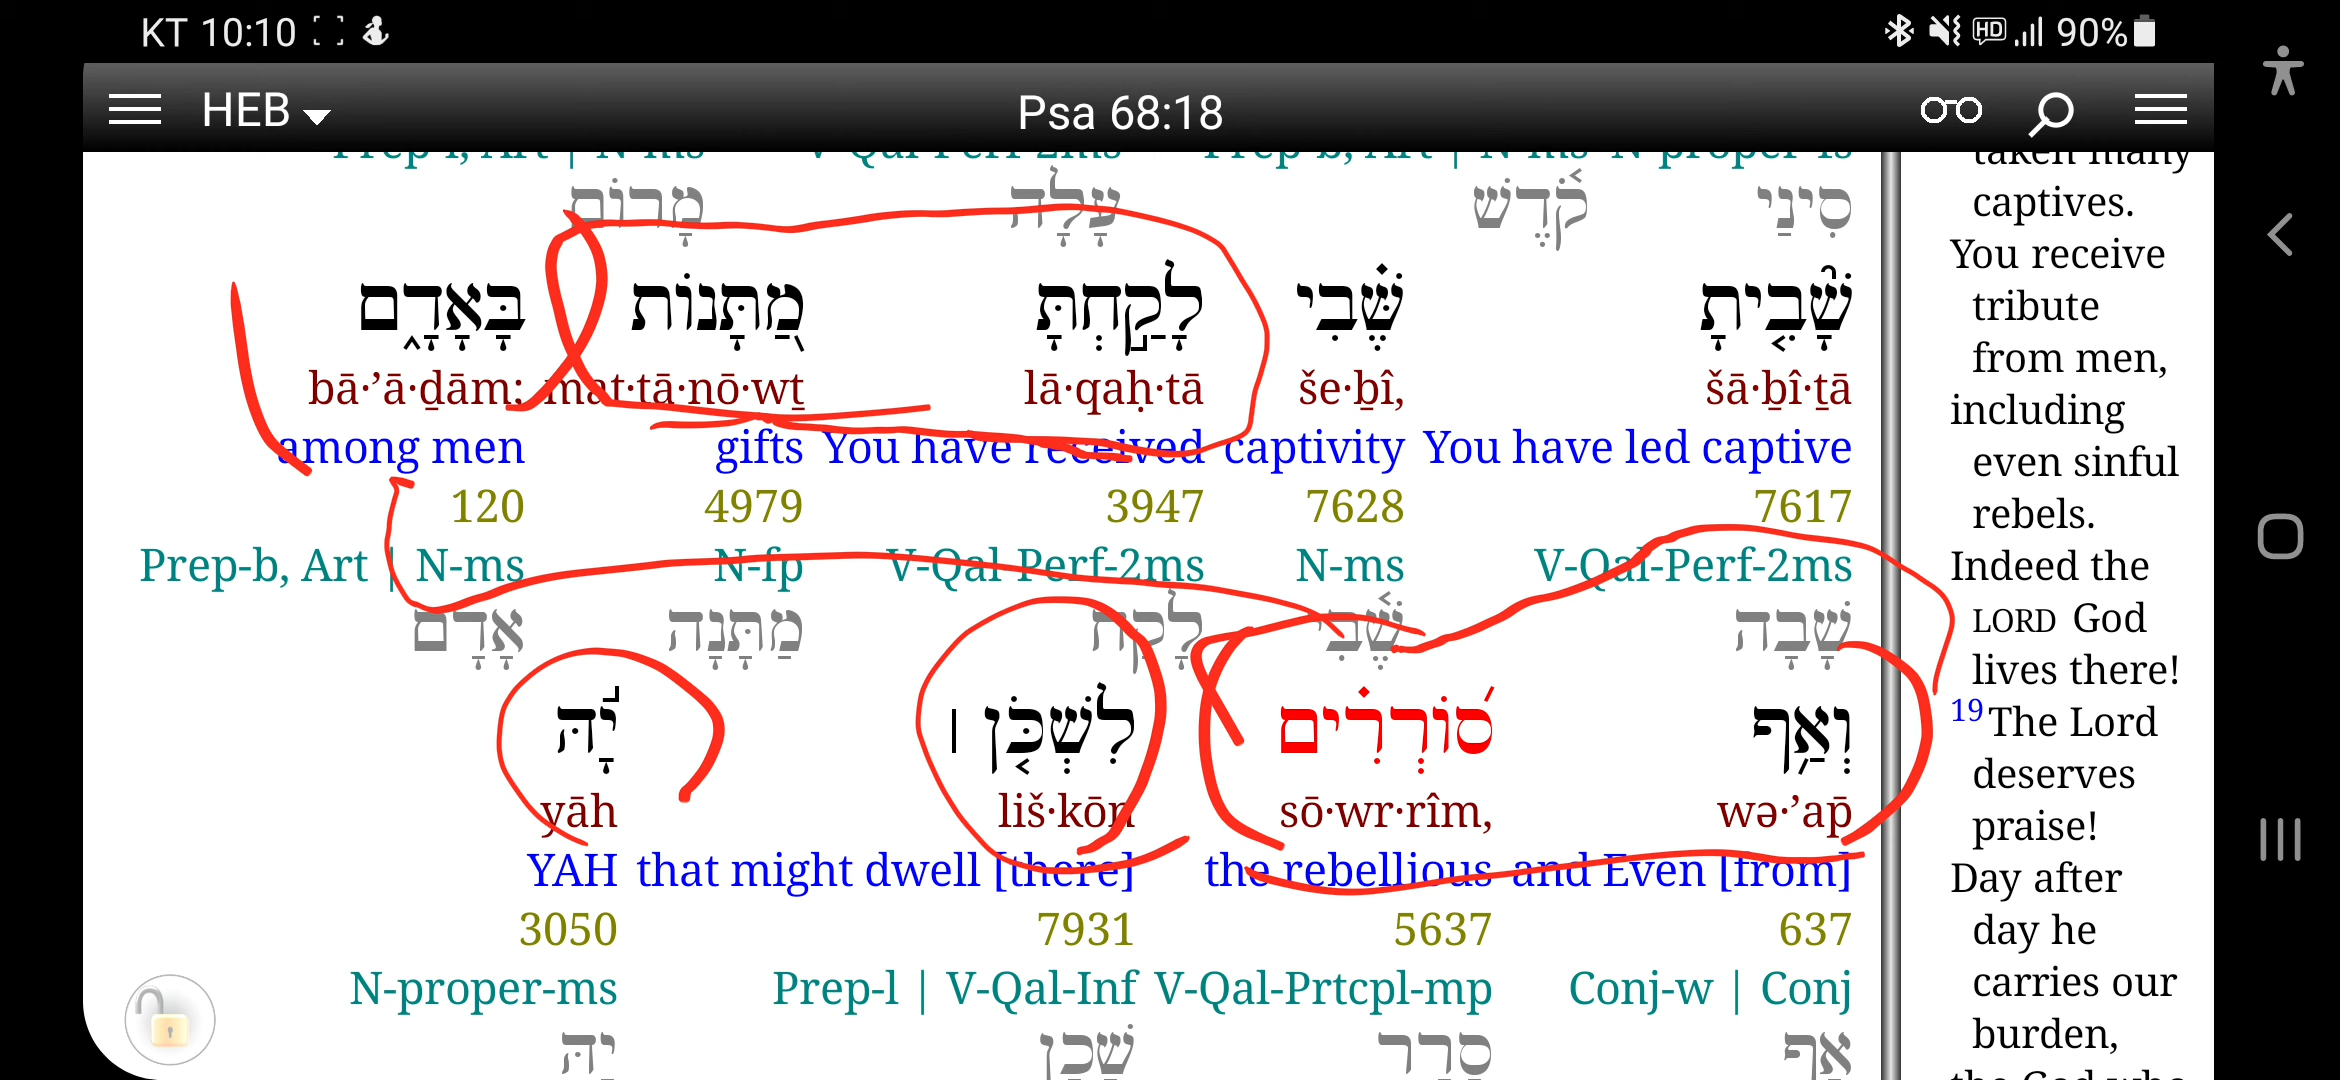 KT 10:10
90%
HEB
Psa 68:18
סִינַי קֹדֶשׁ עָלָה מָרוֹם
שָׁבִיתָ שֶּׁבִי לָקַחְתָּ מַתָּנוֹת בָּאָדָם
bā·’ā·ḏām; mat·tā·nō·wṯ lā·qaḥ·tā še·ḇî, šā·ḇî·ṯā
among men gifts You have received captivity You have led captive
120 4979 3947 7628 7617
Prep-b, Art | N-ms N-fp V-Qal-Perf-2ms N-ms V-Qal-Perf-2ms
שָׁבָה שְׁבִי לָקַח מַתָּנָה אָדָם
וְאַף סוֹרְרִים לִשְׁכֹּן ׀ יָהּ
yāh liš·kōn sō·wr·rîm, wə·’ap̄
YAH that might dwell [there] the rebellious and Even [from]
3050 7931 5637 637
N-proper-ms Prep-l | V-Qal-Inf V-Qal-Prtcpl-mp Conj-w | Conj
אַף סָרַר שָׁכַן יָהּ
taken many
captives.
You receive
tribute
from men,
including
even sinful
rebels.
Indeed the
LORD God
lives there!
19 The Lord
deserves
praise!
Day after
day he
carries our
burden,